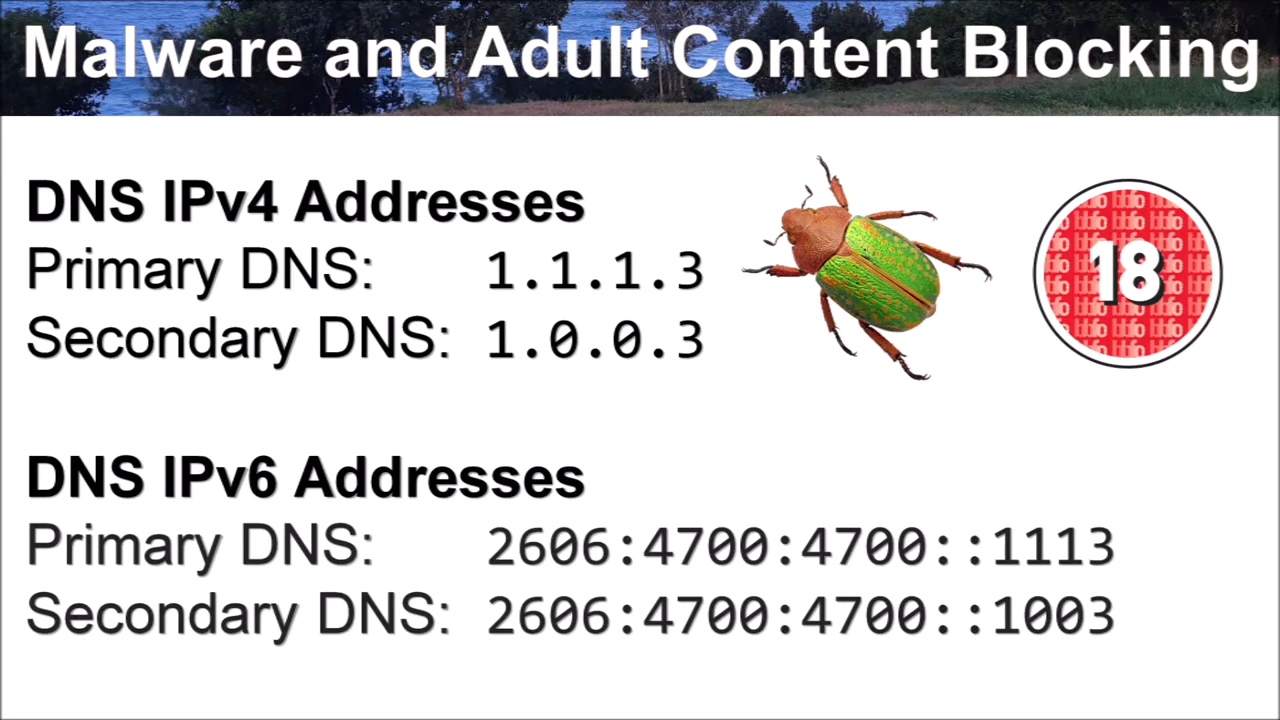 Malware and Adult Content Blocking
DNS IPv4 Addresses
Primary DNS: 1.1.1.3
Secondary DNS: 1.0.0.3
18
DNS IPv6 Addresses
Primary DNS: 2606:4700:4700::1113
Secondary DNS: 2606:4700:4700::1003